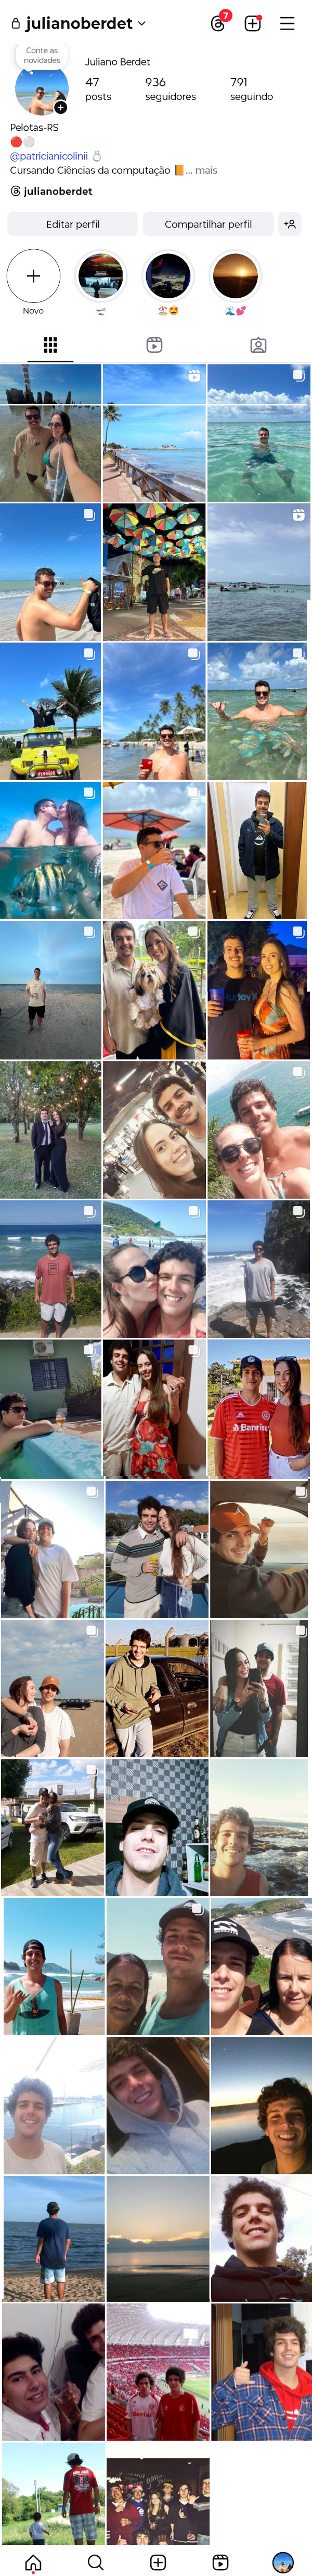 julianoberdet
7
Conte as
novidades
Juliano Berdet
47
936
791
posts
seguidores
seguindo
Pelotas-RS
@patricianicolinii
Cursando Ciências da computação 📙... mais
julianoberdet
Editar perfil
Compartilhar perfil
Novo
🛫
🏖️🤩
🌊💕
Hurley
Banrisul